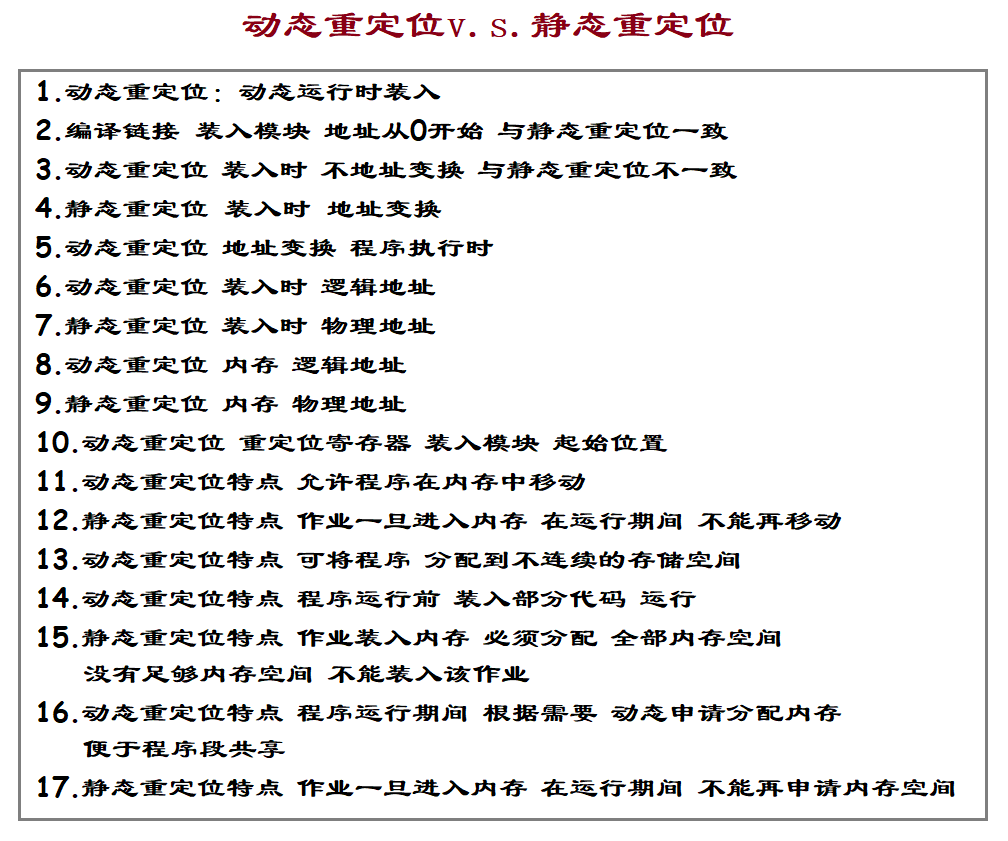 动态重定位V.S.静态重定位
1.动态重定位：动态运行时装入
2.编译链接 装入模块 地址从0开始 与静态重定位一致
3.动态重定位 装入时 不地址变换 与静态重定位不一致
4.静态重定位 装入时 地址变换
5.动态重定位 地址变换 程序执行时
6.动态重定位 装入时 逻辑地址
7.静态重定位 装入时 物理地址
8.动态重定位 内存 逻辑地址
9.静态重定位 内存 物理地址
10.动态重定位 重定位寄存器 装入模块 起始位置
11.动态重定位特点 允许程序在内存中移动
12.静态重定位特点 作业一旦进入内存 在运行期间 不能再移动
13.动态重定位特点 可将程序 分配到不连续的存储空间
14.动态重定位特点 程序运行前 装入部分代码 运行
15.静态重定位特点 作业装入内存 必须分配 全部内存空间
没有足够内存空间 不能装入该作业
16.动态重定位特点 程序运行期间 根据需要 动态申请分配内存
便于程序段共享
17.静态重定位特点 作业一旦进入内存 在运行期间 不能再申请内存空间